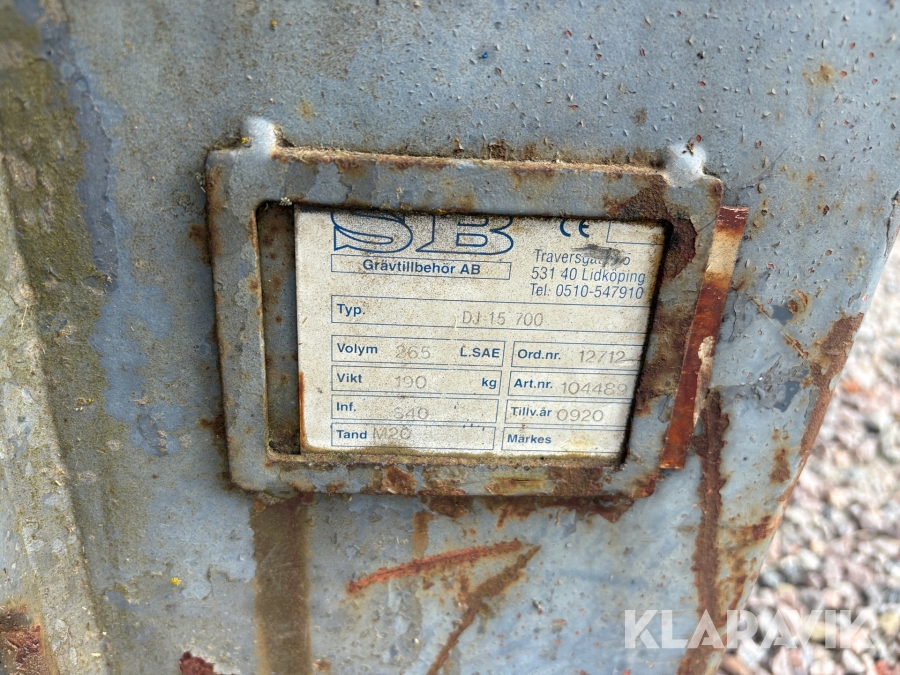 SB
CE
Grävtillbehör AB
531 40 Lidköping
Tel: 0510-547910
Typ. DJ 15 700
Volym 265 L.SAE
Ord.nr. 12712
Vikt 190 kg
Art.nr. 104489
Inf. S40
Tillv.år 0920
Tand M20
Märkes
KLARAVIK